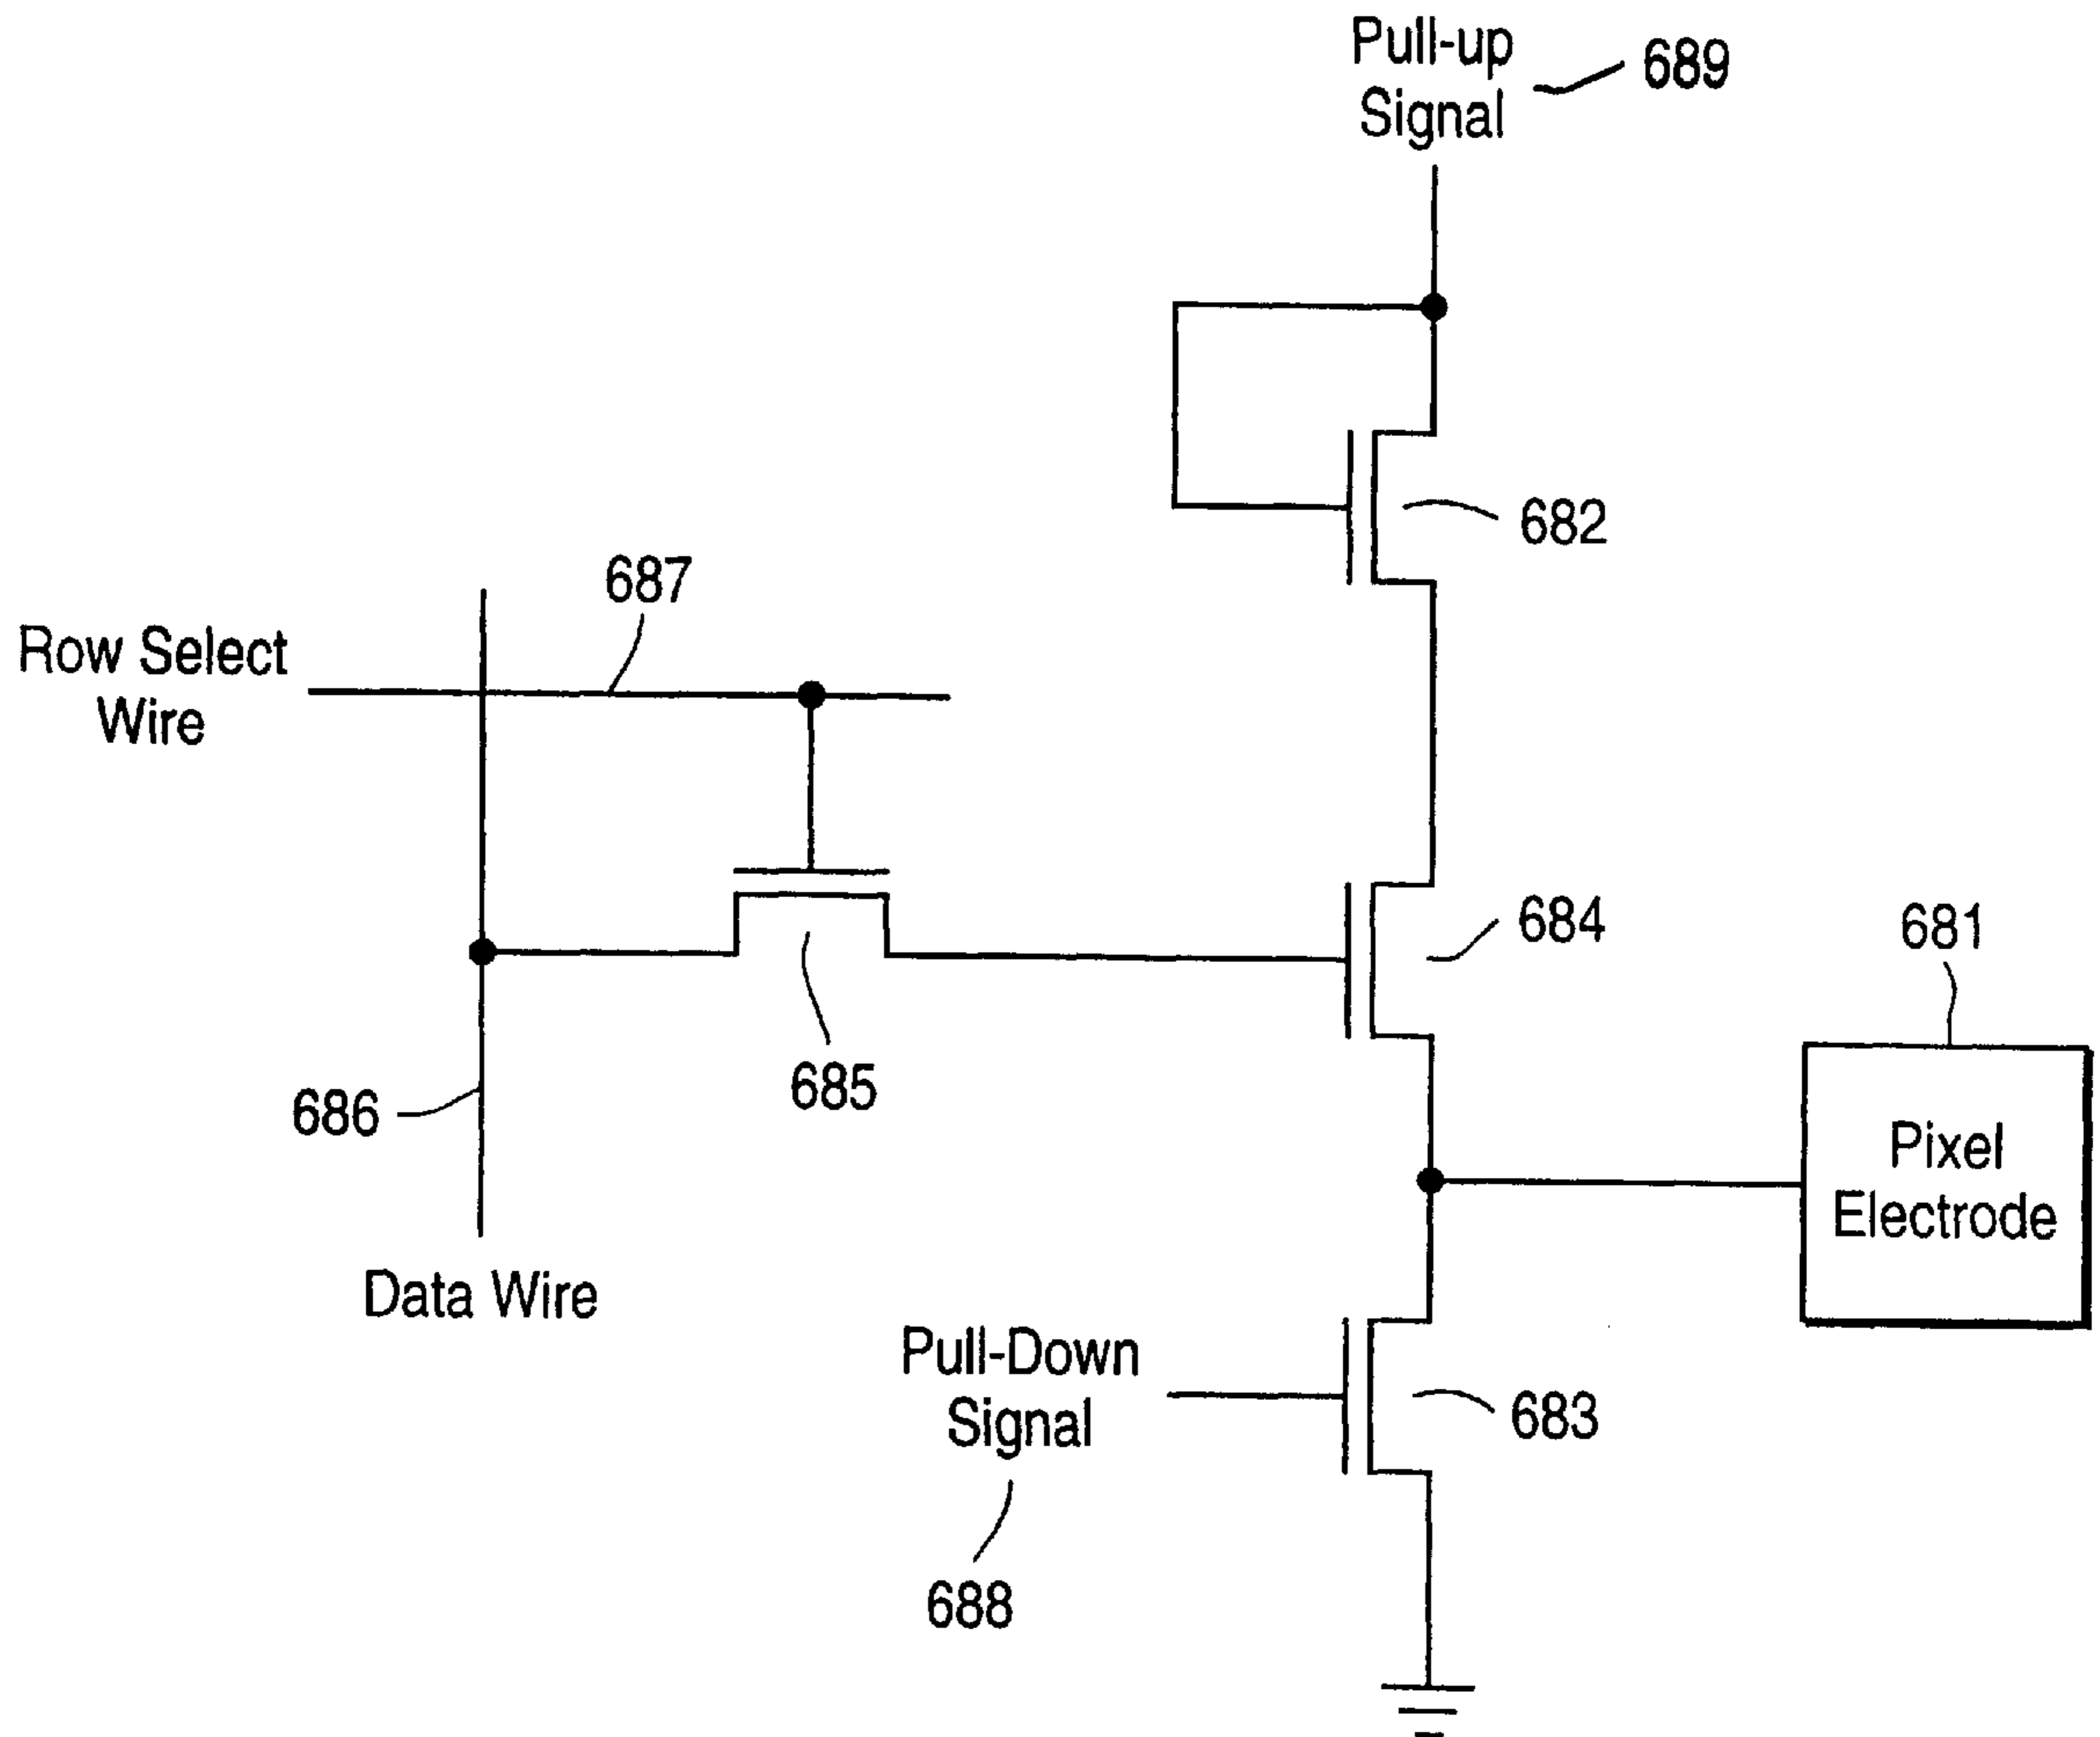 Pull-up
Signal
689
682
687
Row Select
Wire
684
681
685
686
Pixel
Electrode
Data Wire
Pull-Down
Signal
683
688